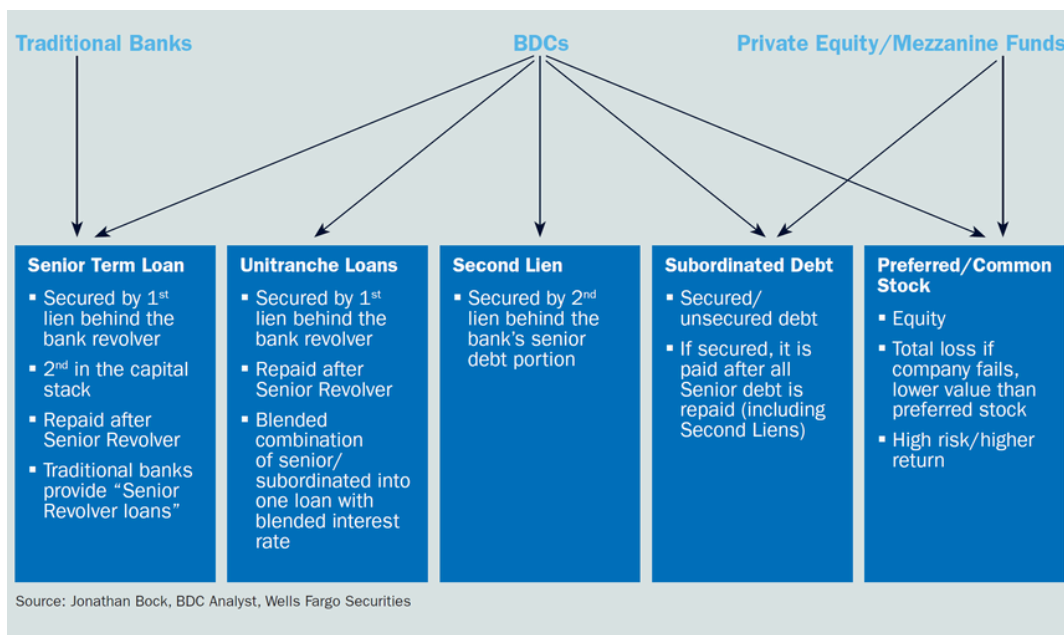 Traditional Banks
BDCs
Private Equity/Mezzanine Funds
Senior Term Loan
▪ Secured by 1st
lien behind the
bank revolver
▪ 2nd in the capital
stack
▪ Repaid after
Senior Revolver
▪ Traditional banks
provide “Senior
Revolver loans”
Unitranche Loans
▪ Secured by 1st
lien behind the
bank revolver
▪ Repaid after
Senior Revolver
▪ Blended
combination
of senior/
subordinated into
one loan with
blended interest
rate
Second Lien
▪ Secured by 2nd
lien behind the
bank’s senior
debt portion
Subordinated Debt
▪ Secured/
unsecured debt
▪ If secured, it is
paid after all
Senior debt is
repaid (including
Second Liens)
Preferred/Common
Stock
▪ Equity
▪ Total loss if
company fails,
lower value than
preferred stock
▪ High risk/higher
return
Source: Jonathan Bock, BDC Analyst, Wells Fargo Securities